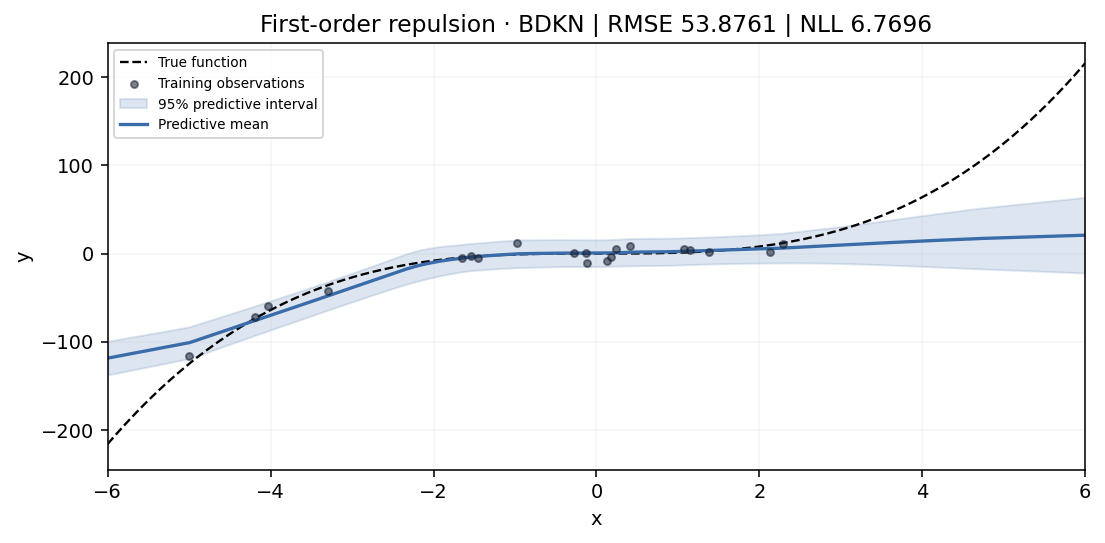 First-order repulsion · BDKN | RMSE 53.8761 | NLL 6.7696
True function
Training observations
95% predictive interval
Predictive mean
200
100
0
−100
−200
y
−6 −4 −2 0 2 4 6
x